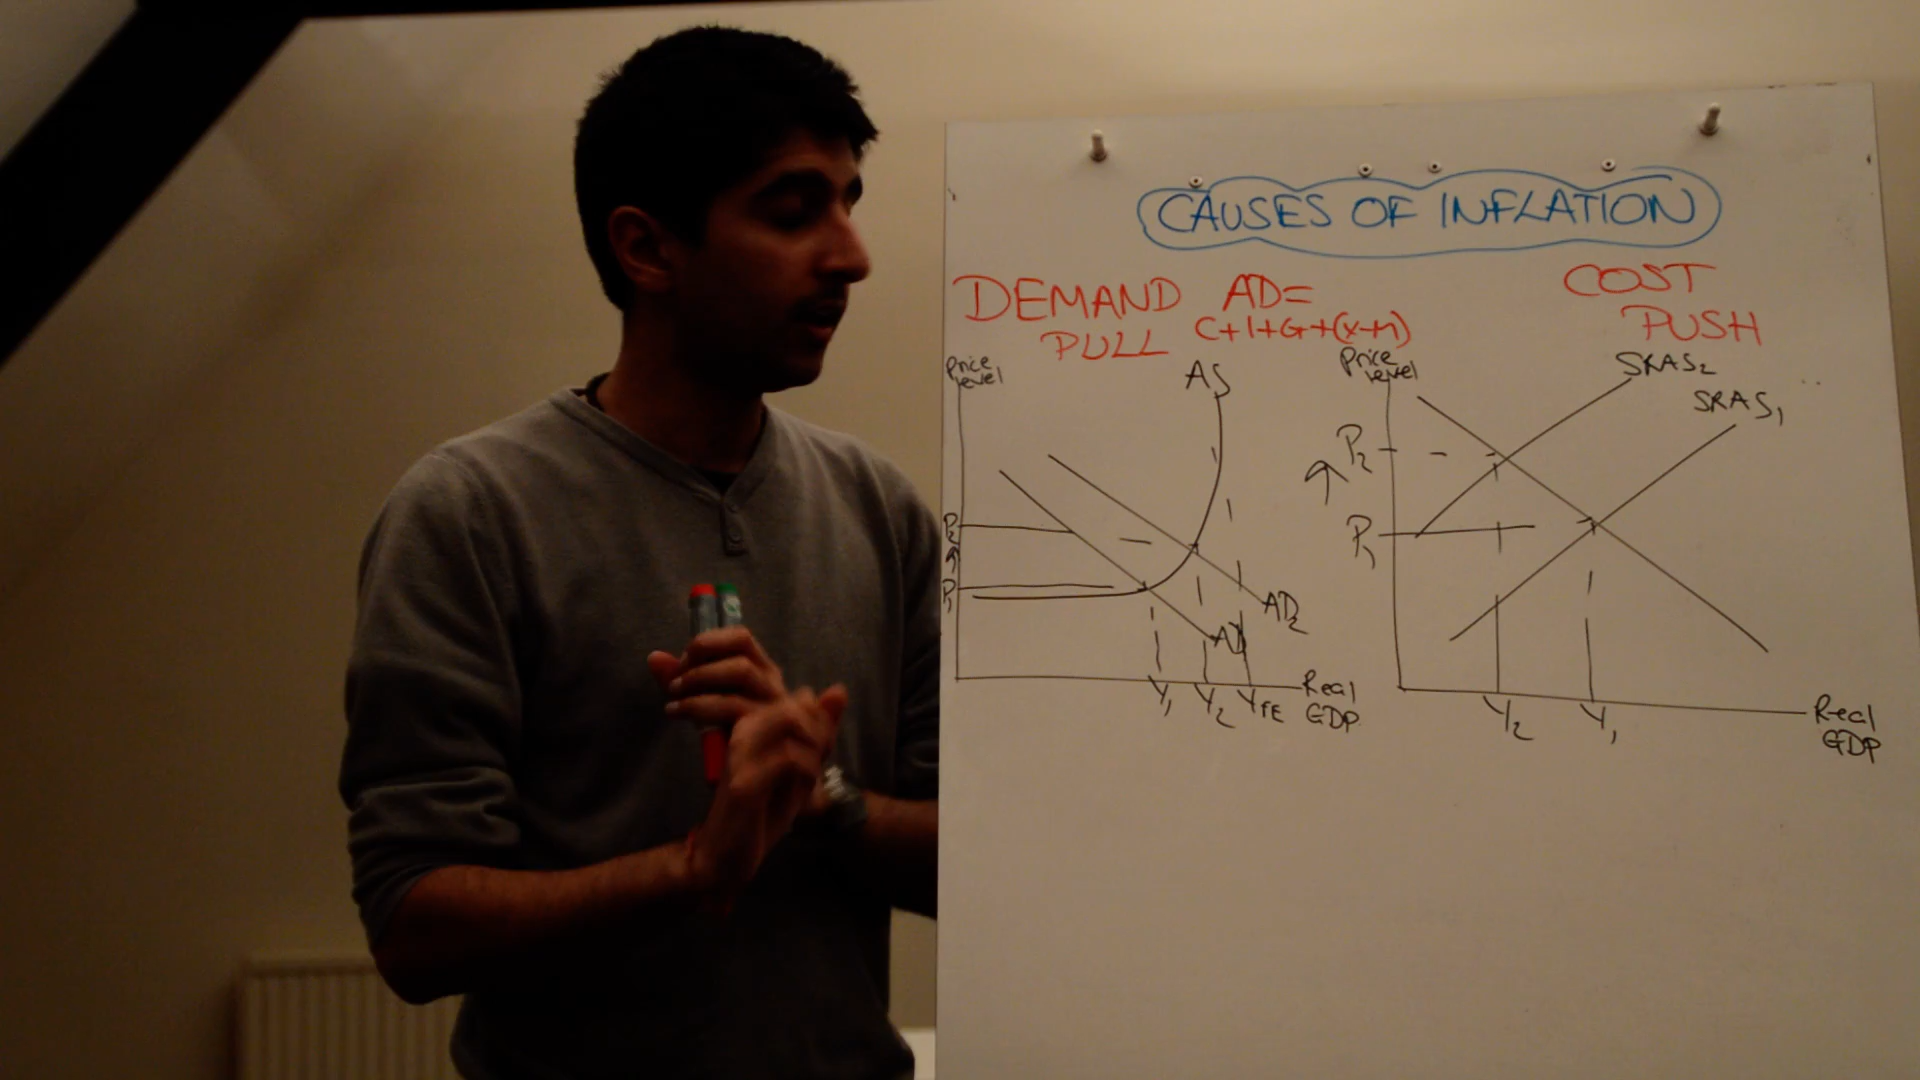 CAUSES OF INFLATION
DEMAND
PULL
AD=
C+I+G+(X-M)
COST
PUSH
Price
level
AS
P2
P1
AD2
AD
Y1
Y2
YFE
Real
GDP
Price
level
SRAS2
SRAS1
P2
P1
Y2
Y1
Real
GDP